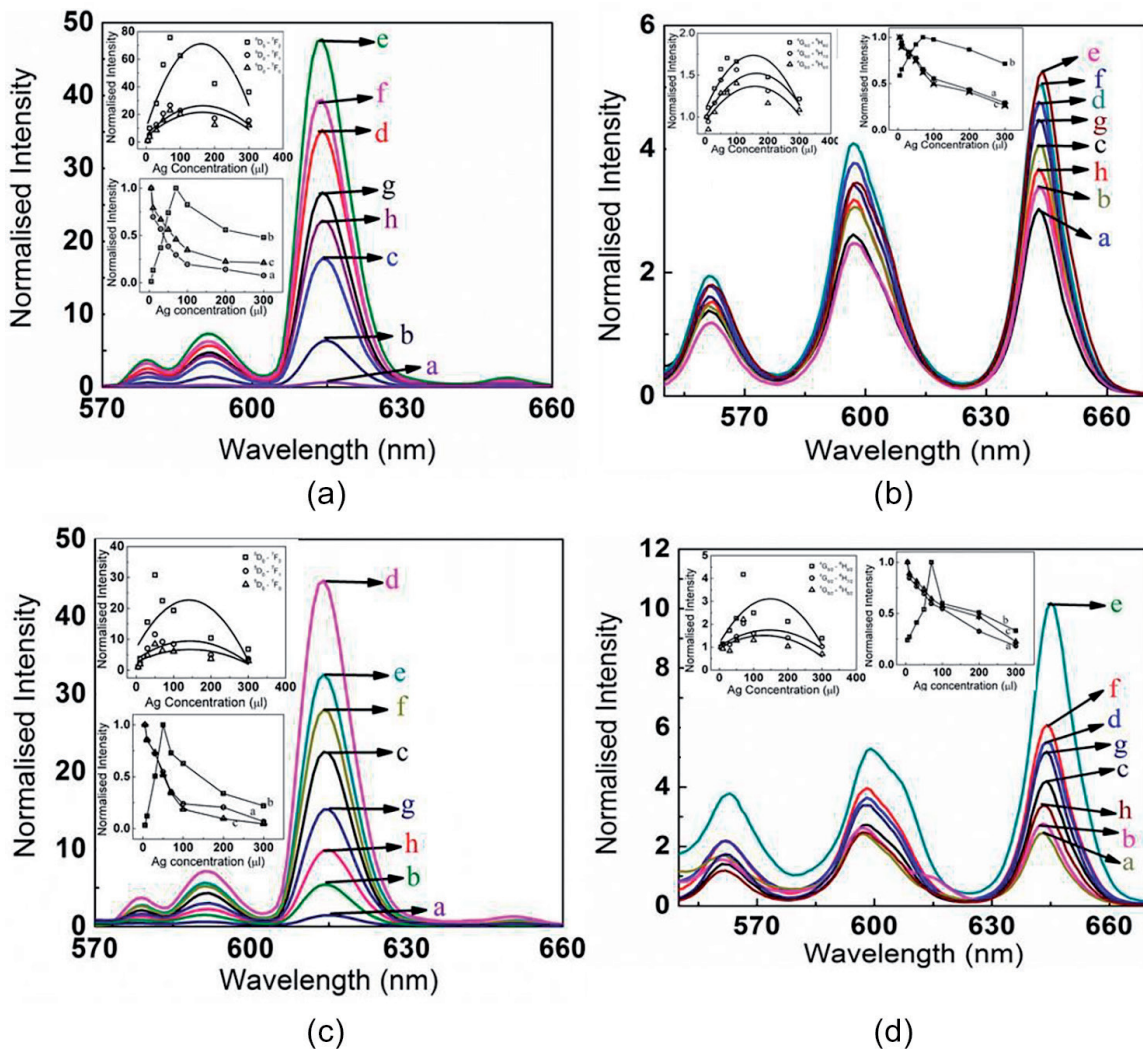 Normalised Intensity
50
40
30
20
10
0
570 600 630 660
Wavelength (nm)
e
f
d
g
h
c
b
a
Normalised Intensity
80
60
40
20
0
0 100 200 300 400
Ag Concentration (µl)
Normalised Intensity
1.0
0.5
0.0
0 100 200 300
Ag concentration (µl)
b
c
a
(a)
Normalised Intensity
6
4
2
0
570 600 630 660
Wavelength (nm)
e
f
d
g
c
h
b
a
Normalised Intensity
2.0
1.5
1.0
0 100 200 300 400
Ag Concentration (µl)
Normalised Intensity
1.0
0.5
0.0
0 100 200 300
Ag concentration (µl)
b
a
c
(b)
Normalised Intensity
50
40
30
20
10
0
570 600 630 660
Wavelength (nm)
d
e
f
c
g
h
b
a
Normalised Intensity
40
30
20
10
0
0 100 200 300 400
Ag Concentration (µl)
Normalised Intensity
1.0
0.5
0.0
0 100 200 300
Ag concentration (µl)
b
a
c
(c)
Normalised Intensity
12
10
8
6
4
2
0
570 600 630 660
Wavelength (nm)
e
f
d
g
c
h
b
a
Normalised Intensity
5
4
3
2
1
0
0 100 200 300 400
Ag Concentration (µl)
Normalised Intensity
1.0
0.5
0.0
0 50 100 150 200 250 300
Ag concentration (µl)
b
c
a
(d)